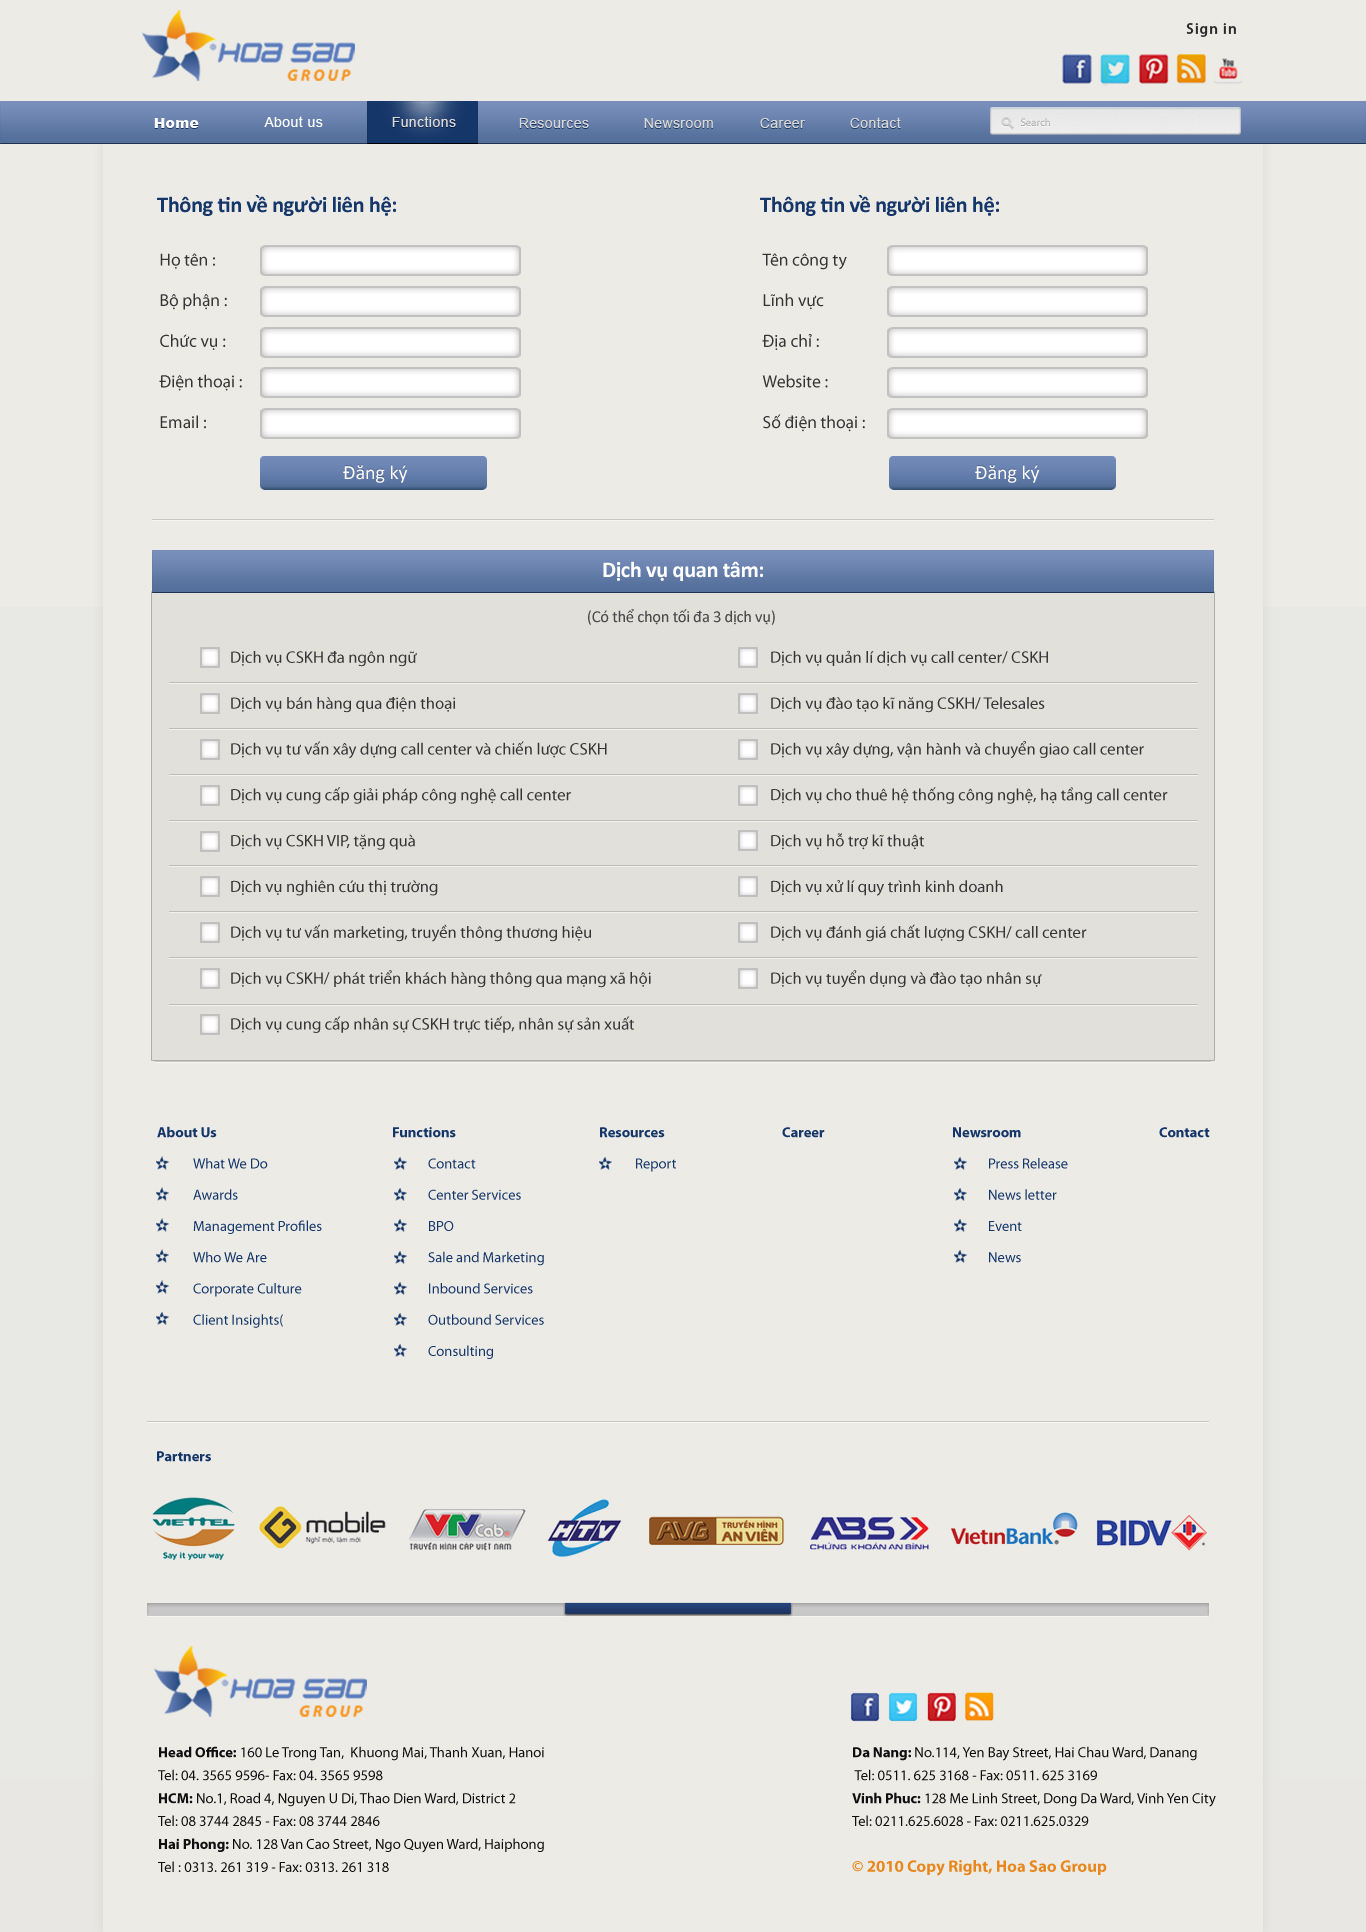 HOA SAO
GROUP
Sign in
You Tube
Home About us Functions Resources Newsroom Career Contact Search
Thông tin về người liên hệ:
Họ tên :
Bộ phận :
Chức vụ :
Điện thoại :
Email :
Đăng ký
Thông tin về người liên hệ:
Tên công ty
Lĩnh vực
Địa chỉ :
Website :
Số điện thoại :
Đăng ký
Dịch vụ quan tâm:
(Có thể chọn tối đa 3 dịch vụ)
Dịch vụ CSKH đa ngôn ngữ
Dịch vụ quản lí dịch vụ call center/ CSKH
Dịch vụ bán hàng qua điện thoại
Dịch vụ đào tạo kĩ năng CSKH/ Telesales
Dịch vụ tư vấn xây dựng call center và chiến lược CSKH
Dịch vụ xây dựng, vận hành và chuyển giao call center
Dịch vụ cung cấp giải pháp công nghệ call center
Dịch vụ cho thuê hệ thống công nghệ, hạ tầng call center
Dịch vụ CSKH VIP, tặng quà
Dịch vụ hỗ trợ kĩ thuật
Dịch vụ nghiên cứu thị trường
Dịch vụ xử lí quy trình kinh doanh
Dịch vụ tư vấn marketing, truyền thông thương hiệu
Dịch vụ đánh giá chất lượng CSKH/ call center
Dịch vụ CSKH/ phát triển khách hàng thông qua mạng xã hội
Dịch vụ tuyển dụng và đào tạo nhân sự
Dịch vụ cung cấp nhân sự CSKH trực tiếp, nhân sự sản xuất
About Us
What We Do
Awards
Management Profiles
Who We Are
Corporate Culture
Client Insights(
Functions
Contact
Center Services
BPO
Sale and Marketing
Inbound Services
Outbound Services
Consulting
Resources
Report
Career
Newsroom
Press Release
News letter
Event
News
Contact
Partners
VIETTEL
Say it your way
Gmobile
Nghĩ mới, làm mới
VTVCab
TRUYỀN HÌNH CÁP VIỆT NAM
HTV
AVG TRUYỀN HÌNH
AN VIÊN
ABS
CHỨNG KHOÁN AN BÌNH
VietinBank
BIDV
HOA SAO
GROUP
Head Office: 160 Le Trong Tan, Khuong Mai, Thanh Xuan, Hanoi
Tel: 04. 3565 9596- Fax: 04. 3565 9598
HCM: No.1, Road 4, Nguyen U Di, Thao Dien Ward, District 2
Tel: 08 3744 2845 - Fax: 08 3744 2846
Hai Phong: No. 128 Van Cao Street, Ngo Quyen Ward, Haiphong
Tel : 0313. 261 319 - Fax: 0313. 261 318
Da Nang: No.114, Yen Bay Street, Hai Chau Ward, Danang
Tel: 0511. 625 3168 - Fax: 0511. 625 3169
Vinh Phuc: 128 Me Linh Street, Dong Da Ward, Vinh Yen City
Tel: 0211.625.6028 - Fax: 0211.625.0329
© 2010 Copy Right, Hoa Sao Group